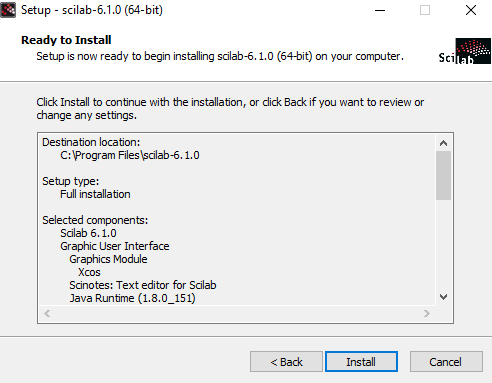 Setup - scilab-6.1.0 (64-bit)
Ready to Install
Setup is now ready to begin installing scilab-6.1.0 (64-bit) on your computer.
Scilab
Click Install to continue with the installation, or click Back if you want to review or
change any settings.
Destination location:
C:\Program Files\scilab-6.1.0
Setup type:
Full installation
Selected components:
Scilab 6.1.0
Graphic User Interface
Graphics Module
Xcos
Scinotes: Text editor for Scilab
Java Runtime (1.8.0_151)
< Back
Install
Cancel